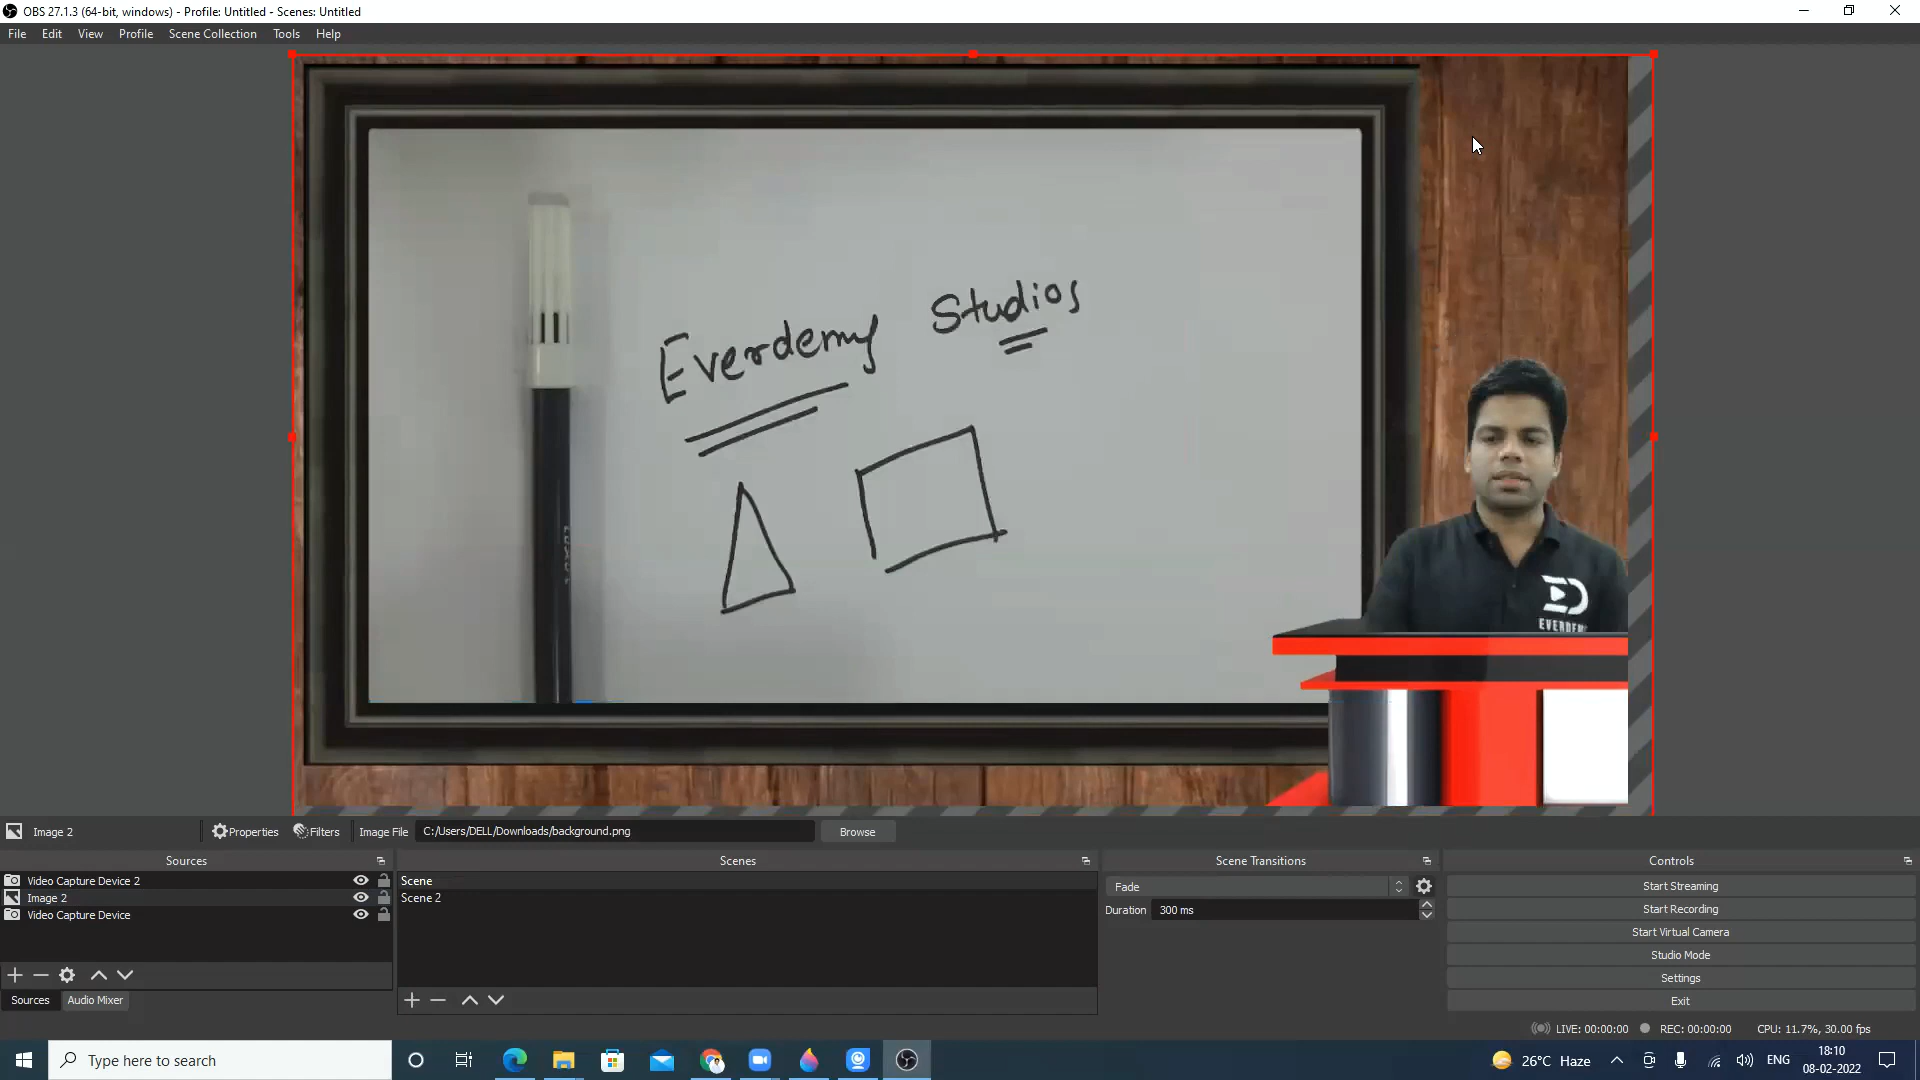 OBS 27.1.3 (64-bit, windows) - Profile: Untitled - Scenes: Untitled
File Edit View Profile Scene Collection Tools Help
Everdemy Studios
EVERDEM
Image 2 Properties Filters Image File C:/Users/DELL/Downloads/background.png Browse
Sources Scenes Scene Transitions Controls
Video Capture Device 2
Image 2
Video Capture Device
Sources Audio Mixer
Scene
Scene 2
Fade
Duration 300 ms
Start Streaming
Start Recording
Start Virtual Camera
Studio Mode
Settings
Exit
LIVE: 00:00:00 REC: 00:00:00 CPU: 11.7%, 30.00 fps
Type here to search
26°C Haze
ENG
18:10
08-02-2022